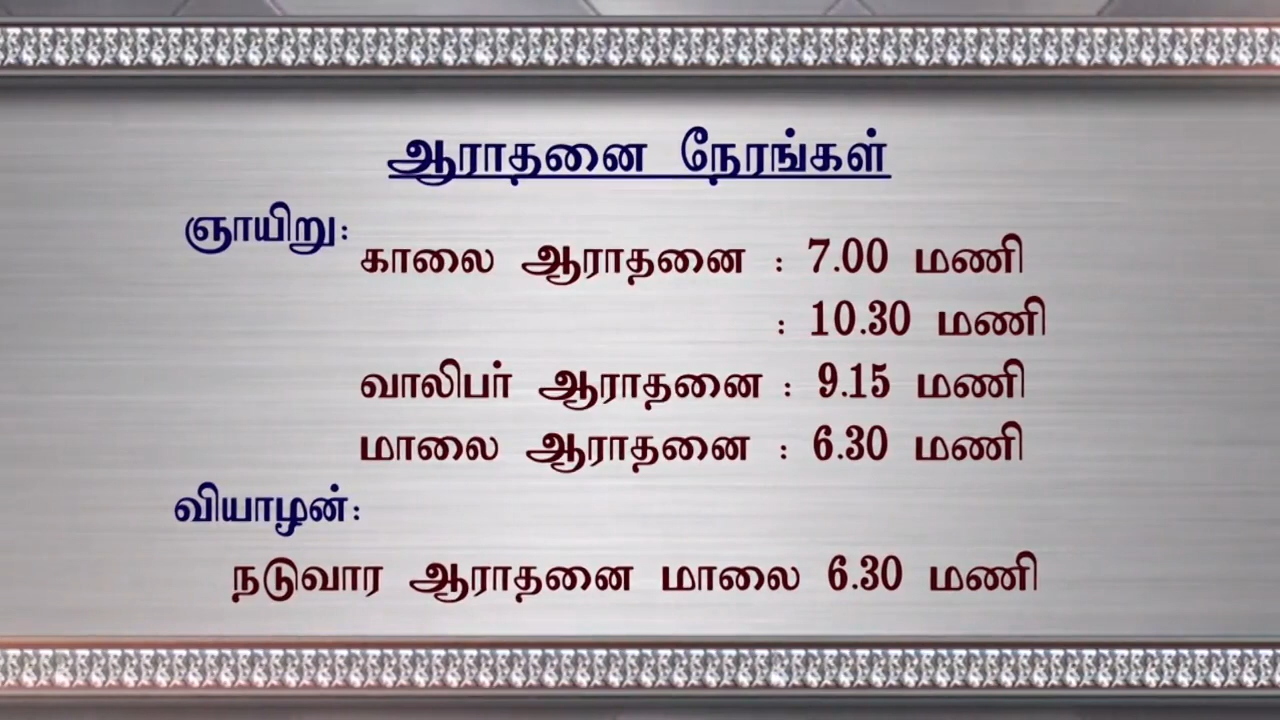 ஆராதனை நேரங்கள்
ஞாயிறு:
காலை ஆராதனை : 7.00 மணி
: 10.30 மணி
வாலிபர் ஆராதனை : 9.15 மணி
மாலை ஆராதனை : 6.30 மணி
வியாழன்:
நடுவார ஆராதனை மாலை 6.30 மணி